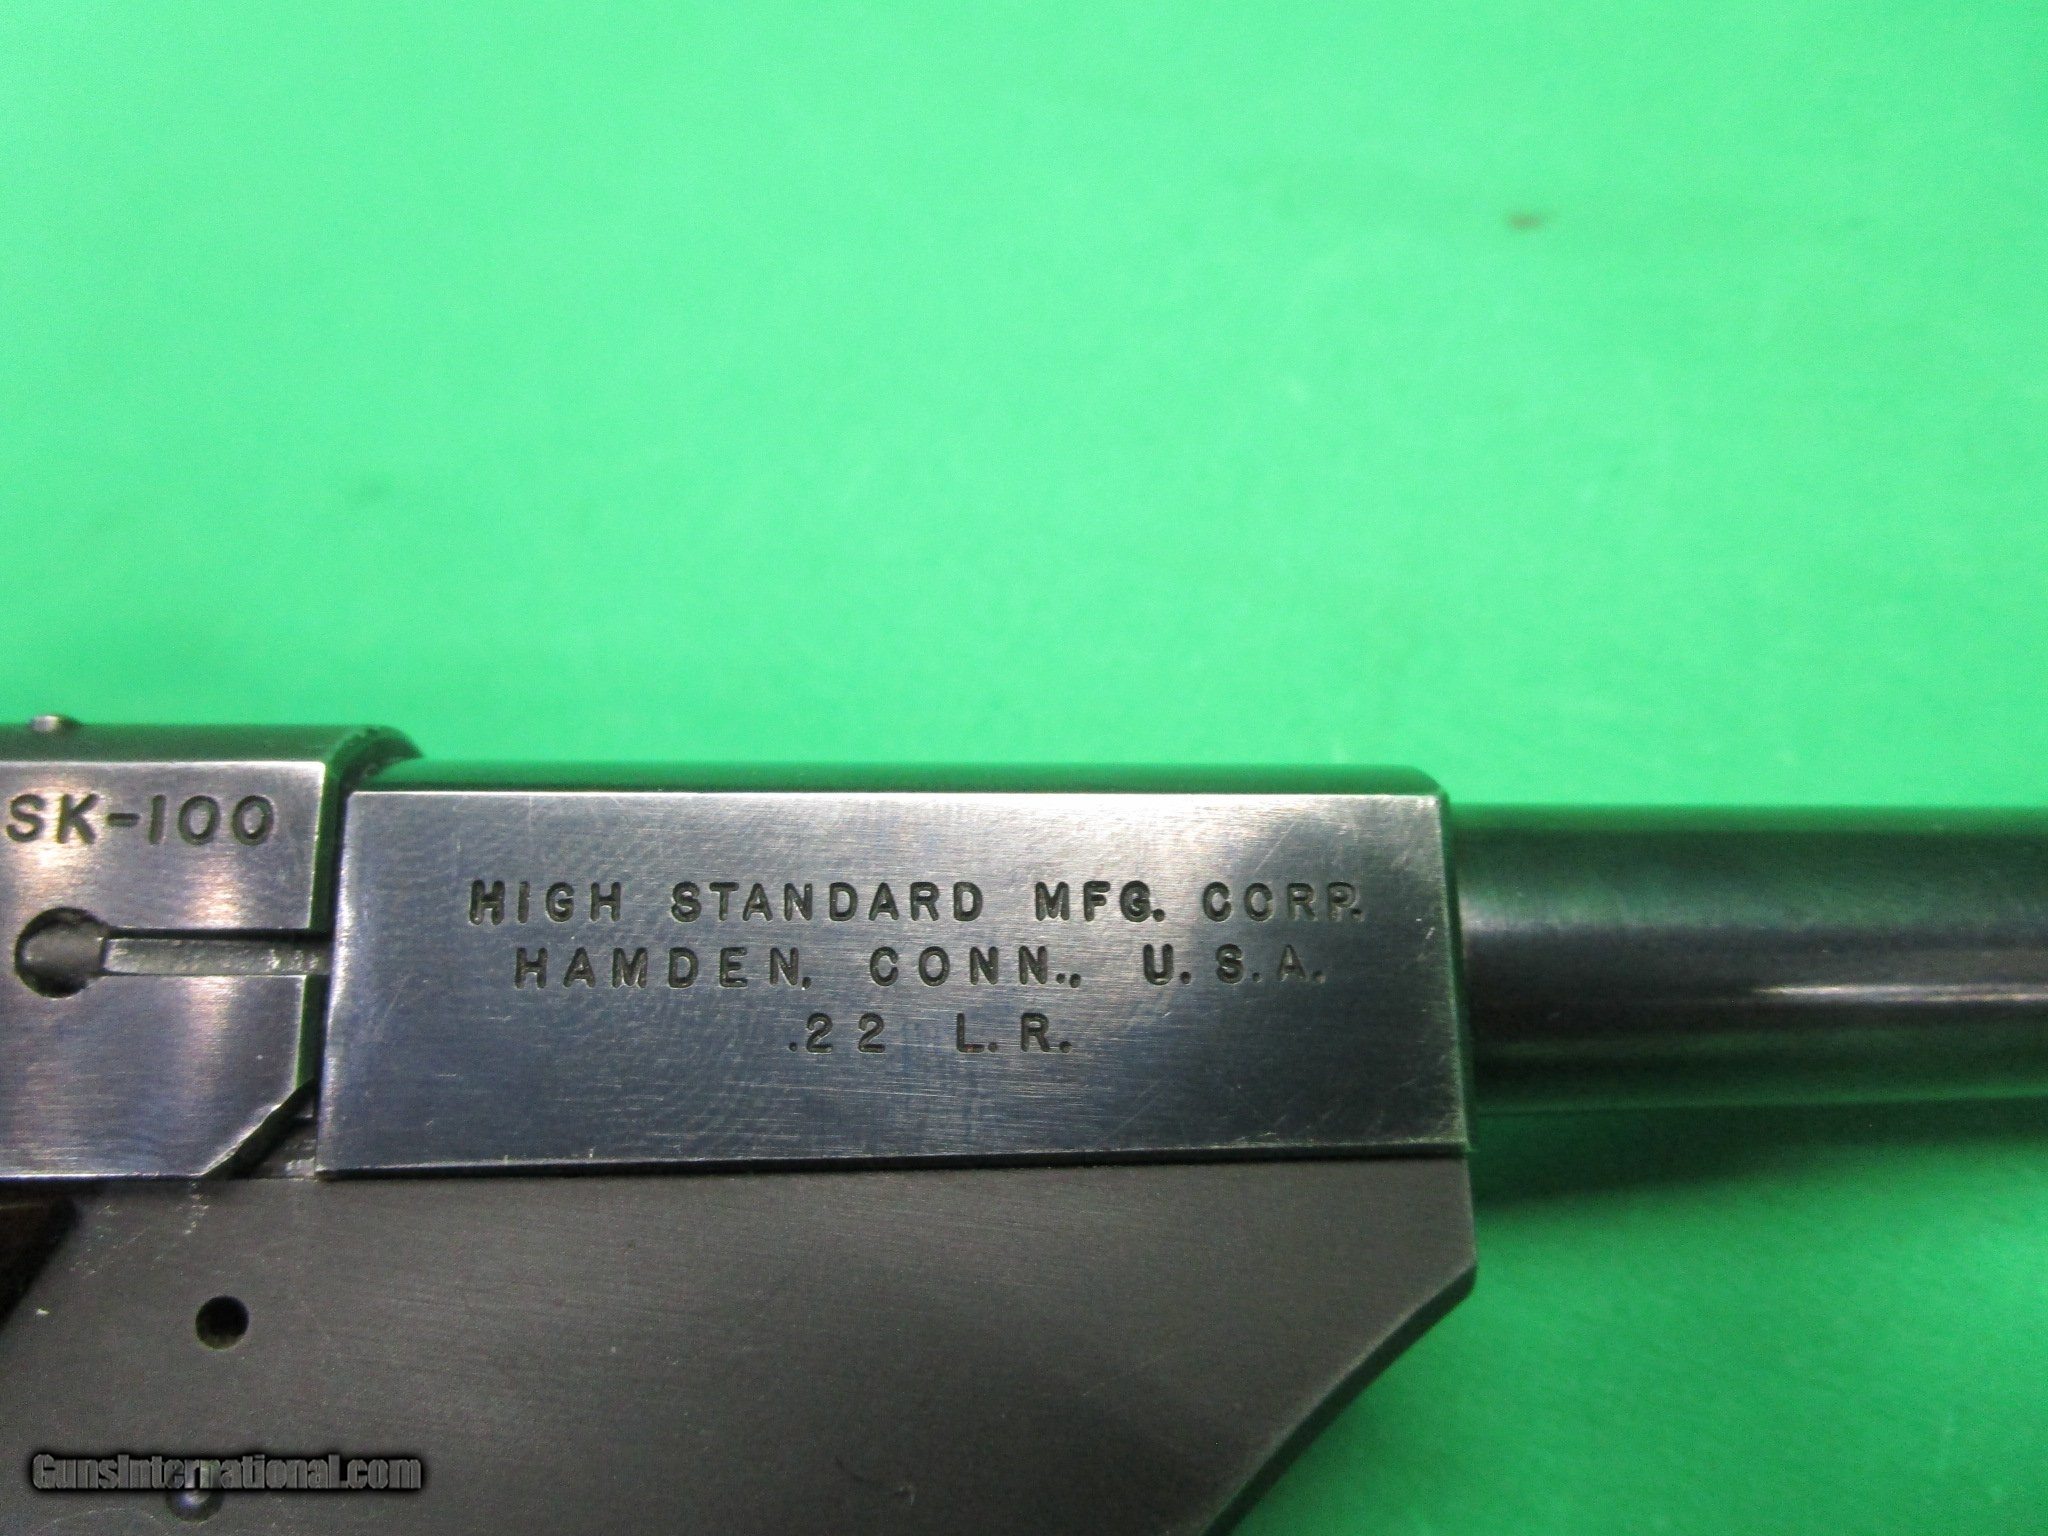 SK-100
HIGH STANDARD MFG. CORP.
HAMDEN, CONN., U.S.A.
.22 L.R.
GunsInternational.com